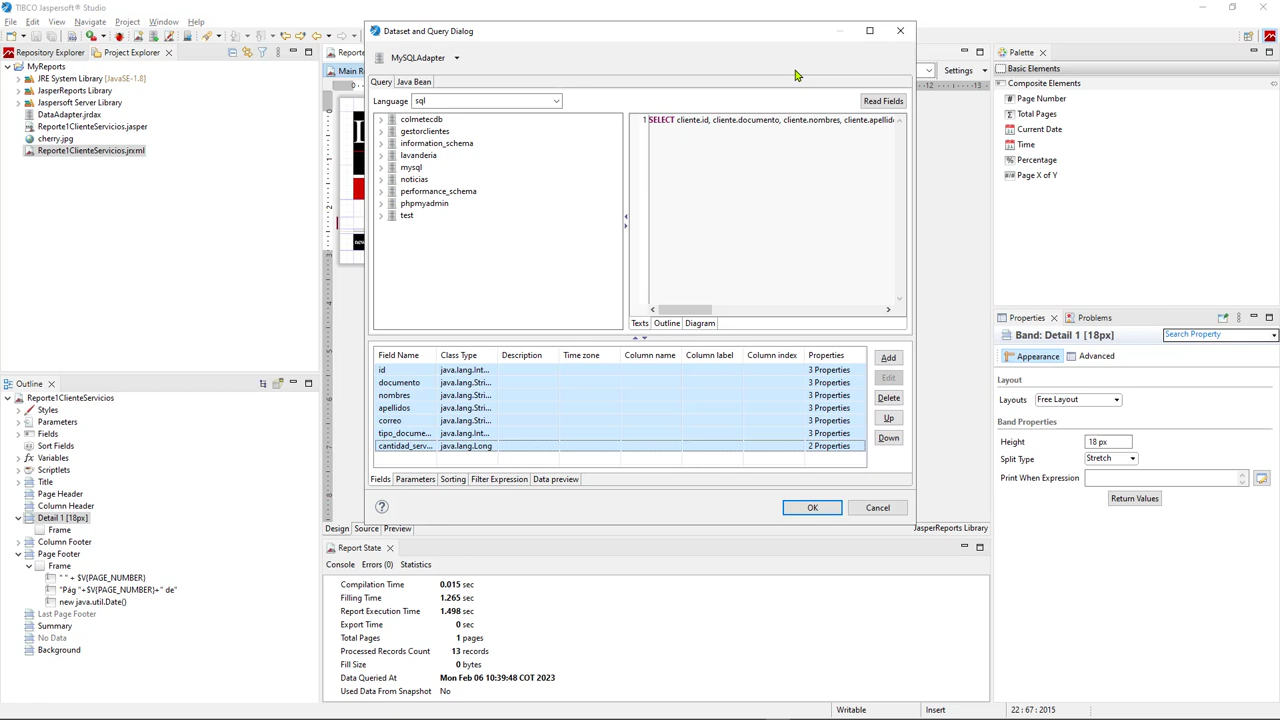 TIBCO Jaspersoft® Studio
File Edit View Navigate Project Window Help
Repository Explorer Project Explorer
MyReports
JRE System Library [JavaSE-1.8]
JasperReports Library
Jaspersoft Server Library
DataAdapter.jrdax
Reporte1ClienteServicios.jasper
cherry.jpg
Reporte1ClienteServicios.jrxml
Outline
Reporte1ClienteServicios
Styles
Parameters
Fields
Sort Fields
Variables
Scriptlets
Title
Page Header
Column Header
Detail 1 [18px]
Frame
Column Footer
Page Footer
Frame
" " + $V{PAGE_NUMBER}
"Pág "+$V{PAGE_NUMBER}+" de"
new java.util.Date()
Last Page Footer
Summary
No Data
Background
Main R
Dataset and Query Dialog
MySQLAdapter
Query Java Bean
Language sql Read Fields
colmetecdb
gestorclientes
information_schema
lavanderia
mysql
noticias
performance_schema
phpmyadmin
test
1 SELECT cliente.id, cliente.documento, cliente.nombres, cliente.apellido
Texts Outline Diagram
Field Name Class Type Description Time zone Column name Column label Column index Properties
id java.lang.Int... 3 Properties
documento java.lang.Stri... 3 Properties
nombres java.lang.Stri... 3 Properties
apellidos java.lang.Stri... 3 Properties
correo java.lang.Stri... 3 Properties
tipo_docume... java.lang.Int... 3 Properties
cantidad_serv... java.lang.Long 2 Properties
Add
Edit
Delete
Up
Down
Fields Parameters Sorting Filter Expression Data preview
OK Cancel
Design Source Preview JasperReports Library
Report State
Console Errors (0) Statistics
Compilation Time 0.015 sec
Filling Time 1.265 sec
Report Execution Time 1.498 sec
Export Time 0 sec
Total Pages 1 pages
Processed Records Count 13 records
Fill Size 0 bytes
Data Queried At Mon Feb 06 10:39:48 COT 2023
Used Data From Snapshot No
Settings
Palette
Basic Elements
Composite Elements
Page Number
Total Pages
Current Date
Time
Percentage
Page X of Y
Properties Problems
Band: Detail 1 [18px] Search Property
Appearance Advanced
Layout
Layouts Free Layout
Band Properties
Height 18 px
Split Type Stretch
Print When Expression
Return Values
Writable Insert 22 : 67 : 2015